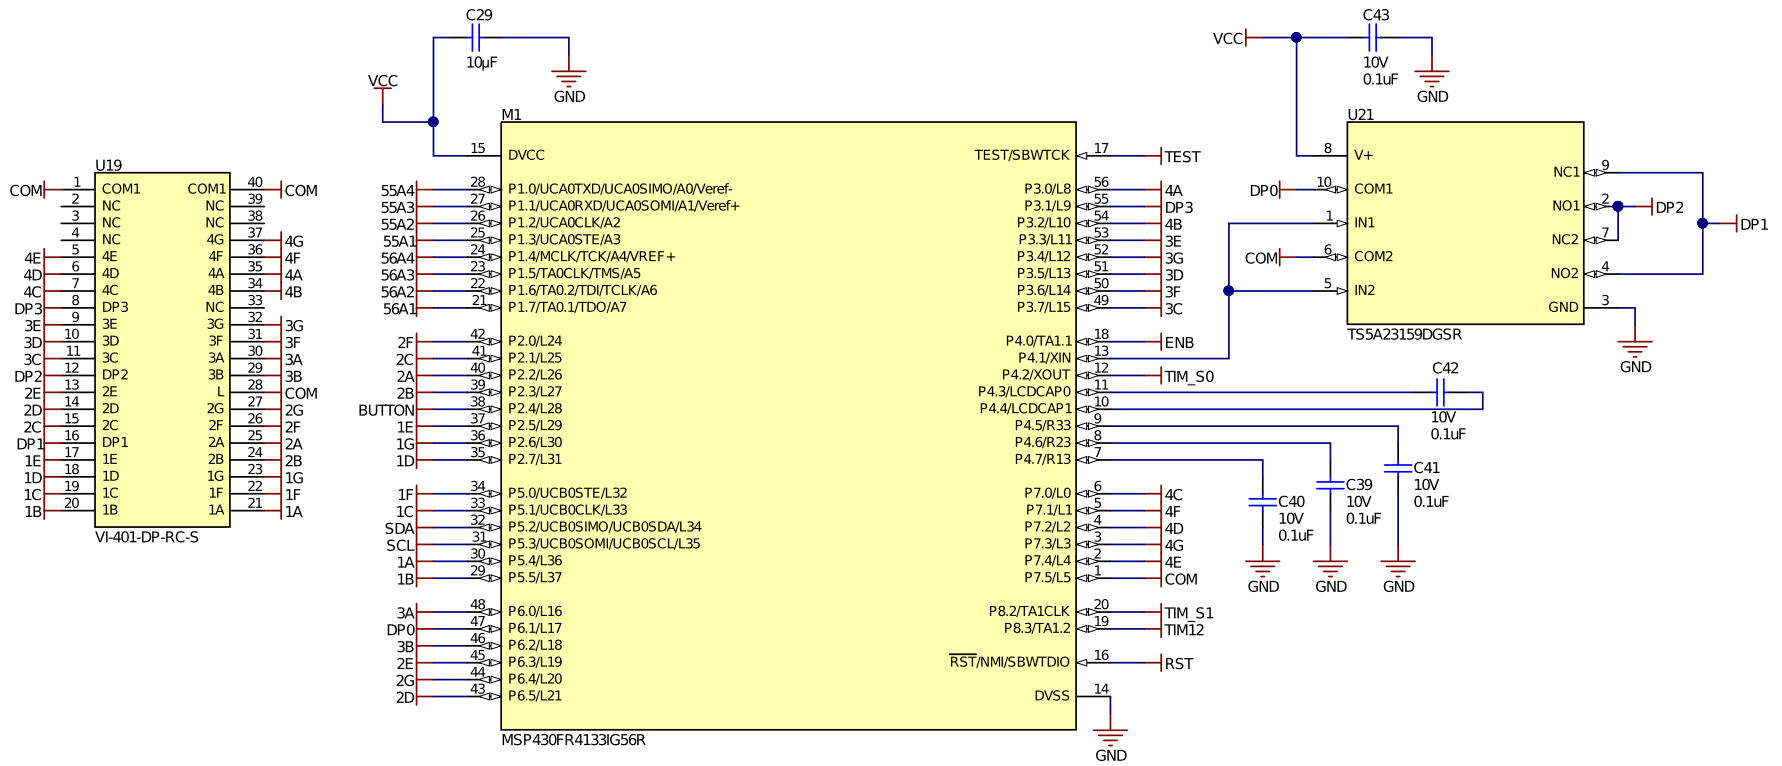 C29
10µF
GND
VCC
C43
VCC
10V
0.1uF
GND
U19
COM 1 COM1 COM1 40 COM
2 NC NC 39
3 NC NC 38
4 NC 4G 37 4G
4E 5 4E 4F 36 4F
4D 6 4D 4A 35 4A
4C 7 4C 4B 34 4B
DP3 8 DP3 NC 33
3E 9 3E 3G 32 3G
3D 10 3D 3F 31 3F
3C 11 3C 3A 30 3A
DP2 12 DP2 3B 29 3B
2E 13 2E L 28 COM
2D 14 2D 2G 27 2G
2C 15 2C 2F 26 2F
DP1 16 DP1 2A 25 2A
1E 17 1E 2B 24 2B
1D 18 1D 1G 23 1G
1C 19 1C 1F 22 1F
1B 20 1B 1A 21 1A
VI-401-DP-RC-S
M1
15 DVCC TEST/SBWTCK 17 TEST
55A4 28 P1.0/UCA0TXD/UCA0SIMO/A0/Veref- P3.0/L8 56 4A
55A3 27 P1.1/UCA0RXD/UCA0SOMI/A1/Veref+ P3.1/L9 55 DP3
55A2 26 P1.2/UCA0CLK/A2 P3.2/L10 54 4B
55A1 25 P1.3/UCA0STE/A3 P3.3/L11 53 3E
56A4 24 P1.4/MCLK/TCK/A4/VREF+ P3.4/L12 52 3G
56A3 23 P1.5/TA0CLK/TMS/A5 P3.5/L13 51 3D
56A2 22 P1.6/TA0.2/TDI/TCLK/A6 P3.6/L14 50 3F
56A1 21 P1.7/TA0.1/TDO/A7 P3.7/L15 49 3C
2F 42 P2.0/L24 P4.0/TA1.1 18 ENB
2C 41 P2.1/L25 P4.1/XIN 13
2A 40 P2.2/L26 P4.2/XOUT 12 TIM_S0
2B 39 P2.3/L27 P4.3/LCDCAP0 11
BUTTON 38 P2.4/L28 P4.4/LCDCAP1 10
1E 37 P2.5/L29 P4.5/R33 9
1G 36 P2.6/L30 P4.6/R23 8
1D 35 P2.7/L31 P4.7/R13 7
1F 34 P5.0/UCB0STE/L32 P7.0/L0 6 4C
1C 33 P5.1/UCB0CLK/L33 P7.1/L1 5 4F
SDA 32 P5.2/UCB0SIMO/UCB0SDA/L34 P7.2/L2 4 4D
SCL 31 P5.3/UCB0SOMI/UCB0SCL/L35 P7.3/L3 3 4G
1A 30 P5.4/L36 P7.4/L4 2 4E
1B 29 P5.5/L37 P7.5/L5 1 COM
3A 48 P6.0/L16 P8.2/TA1CLK 20 TIM_S1
DP0 47 P6.1/L17 P8.3/TA1.2 19 TIM12
3B 46 P6.2/L18
2E 45 P6.3/L19 RST/NMI/SBWTDIO 16 RST
2G 44 P6.4/L20
2D 43 P6.5/L21 DVSS 14
GND
MSP430FR4133IG56R
U21
8 V+
NC1 9
DP0 10 COM1
NO1 2 DP2
1 IN1 DP1
NC2 7
COM 6 COM2
NO2 4
5 IN2
GND 3
TS5A23159DGSR
GND
C42
10V
0.1uF
C41
10V
0.1uF
C39
10V
0.1uF
C40
10V
0.1uF
GND
GND
GND